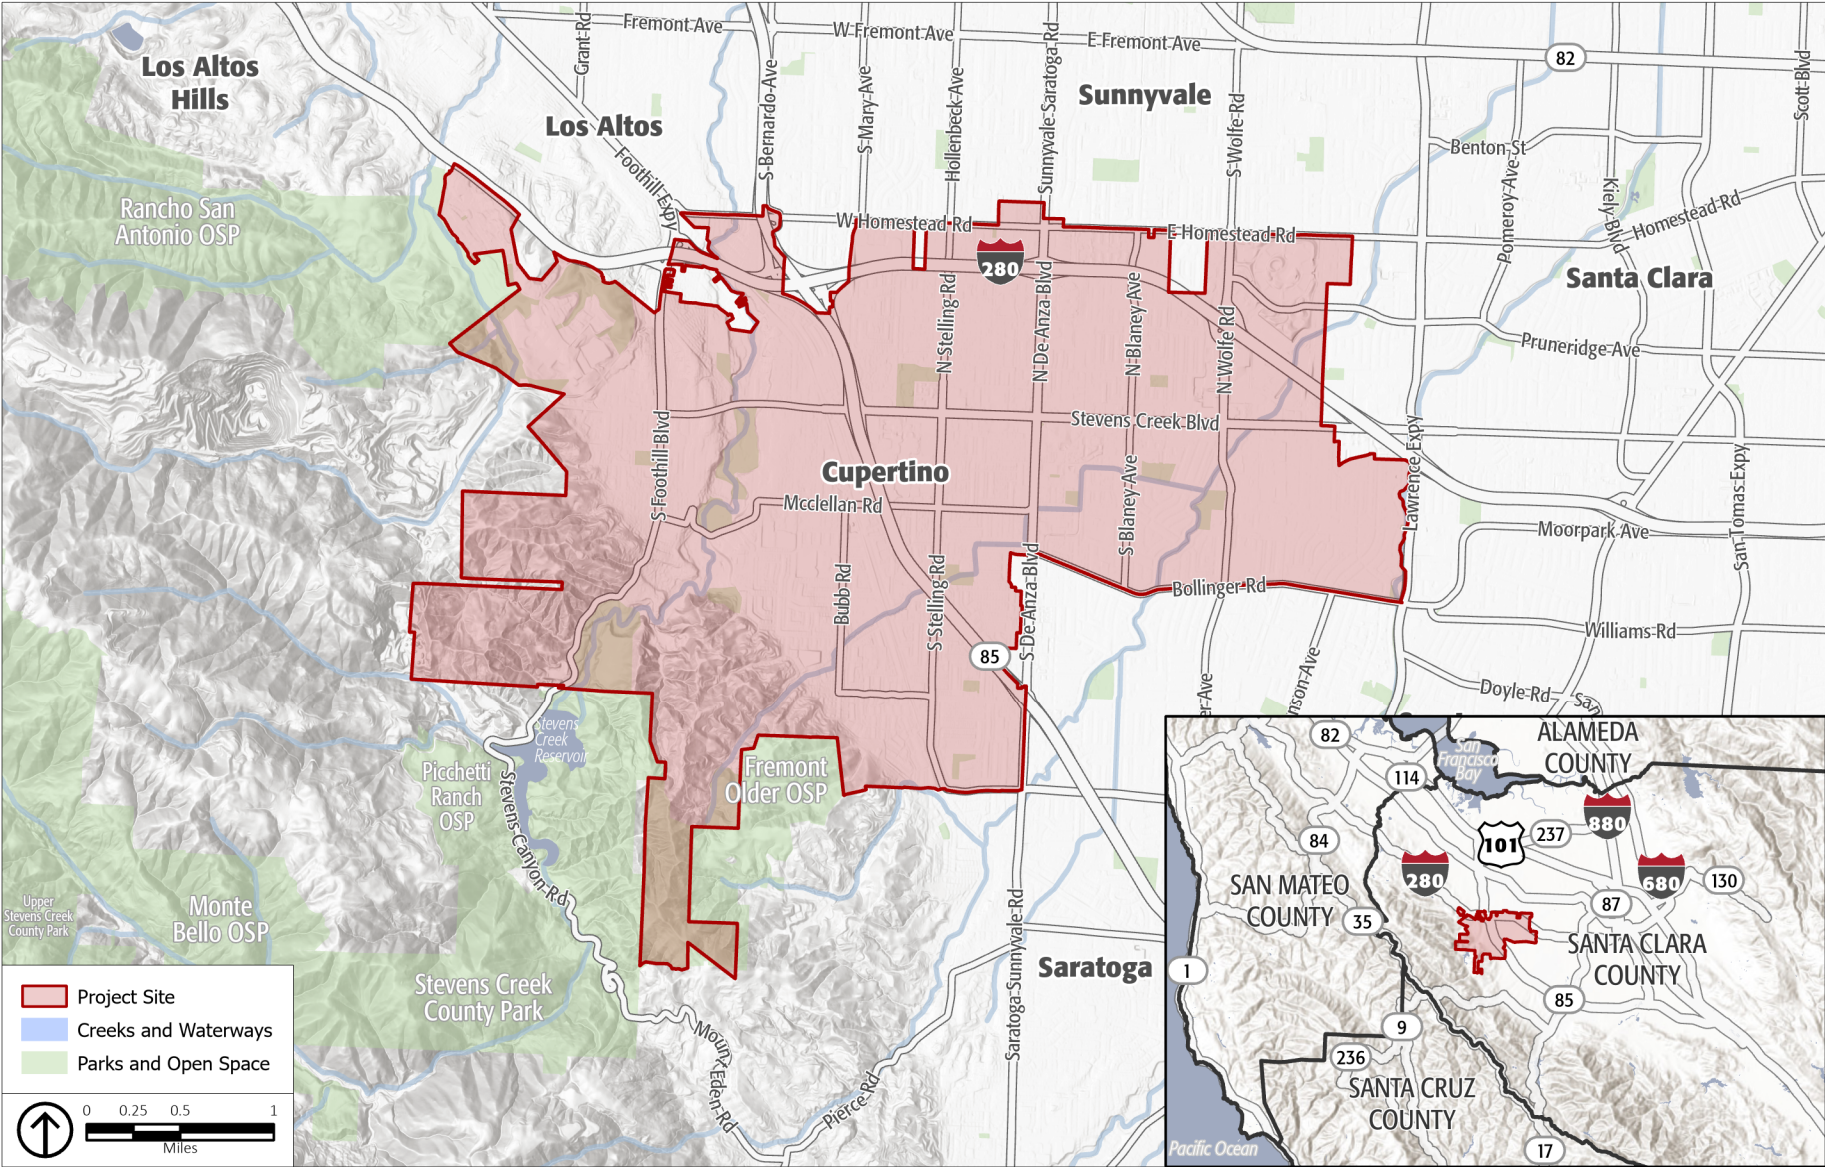 Fremont Ave
W Fremont Ave
E Fremont Ave
82
Los Altos
Hills
Los Altos
Sunnyvale
Grant Rd
S Bernardo Ave
S Mary Ave
Hollenbeck Ave
Sunnyvale Saratoga Rd
S Wolfe Rd
Scott Blvd
Benton St
Pomeroy Ave
Kiely Blvd
Homestead Rd
Foothill Expy
Rancho San
Antonio OSP
W Homestead Rd
E Homestead Rd
280
Santa Clara
N Stelling Rd
N De Anza Blvd
N Blaney Ave
N Wolfe Rd
Pruneridge Ave
Stevens Creek Blvd
S Foothill Blvd
Cupertino
Mcclellan Rd
S Blaney Ave
Lawrence Expy
San Tomas Expy
Moorpark Ave
Bubb Rd
S Stelling Rd
S De Anza Blvd
Bollinger Rd
Williams Rd
85
Doyle Rd
San
er Ave
nson Ave
Stevens
Creek
Reservoir
Picchetti
Ranch
OSP
Fremont
Older OSP
Stevens Canyon Rd
Upper
Stevens Creek
County Park
Monte
Bello OSP
Stevens Creek
County Park
Saratoga
Saratoga Sunnyvale Rd
Mount Eden Rd
Pierce Rd
Project Site
Creeks and Waterways
Parks and Open Space
0 0.25 0.5 1
Miles
82
San
Francisco
Bay
ALAMEDA
COUNTY
114
84
101
237
880
280
680
130
SAN MATEO
COUNTY
35
87
SANTA CLARA
COUNTY
1
85
9
236
SANTA CRUZ
COUNTY
17
Pacific Ocean